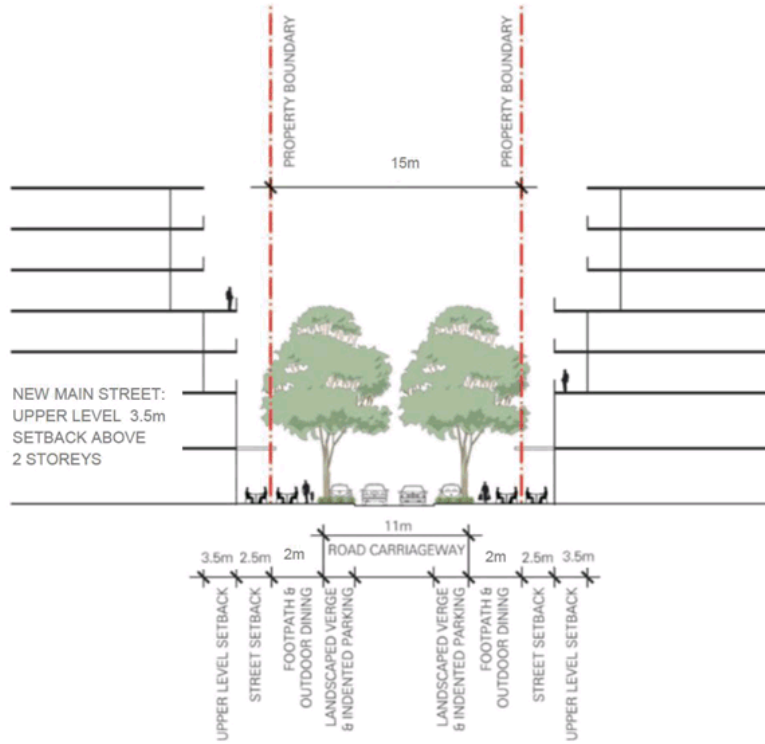 PROPERTY BOUNDARY
PROPERTY BOUNDARY
15m
NEW MAIN STREET:
UPPER LEVEL 3.5m
SETBACK ABOVE
2 STOREYS
11m
ROAD CARRIAGEWAY
3.5m
2.5m
2m
2m
2.5m
3.5m
UPPER LEVEL SETBACK
STREET SETBACK
FOOTPATH &
OUTDOOR DINING
LANDSCAPED VERGE
& INDENTED PARKING
LANDSCAPED VERGE
& INDENTED PARKING
FOOTPATH &
OUTDOOR DINING
STREET SETBACK
UPPER LEVEL SETBACK